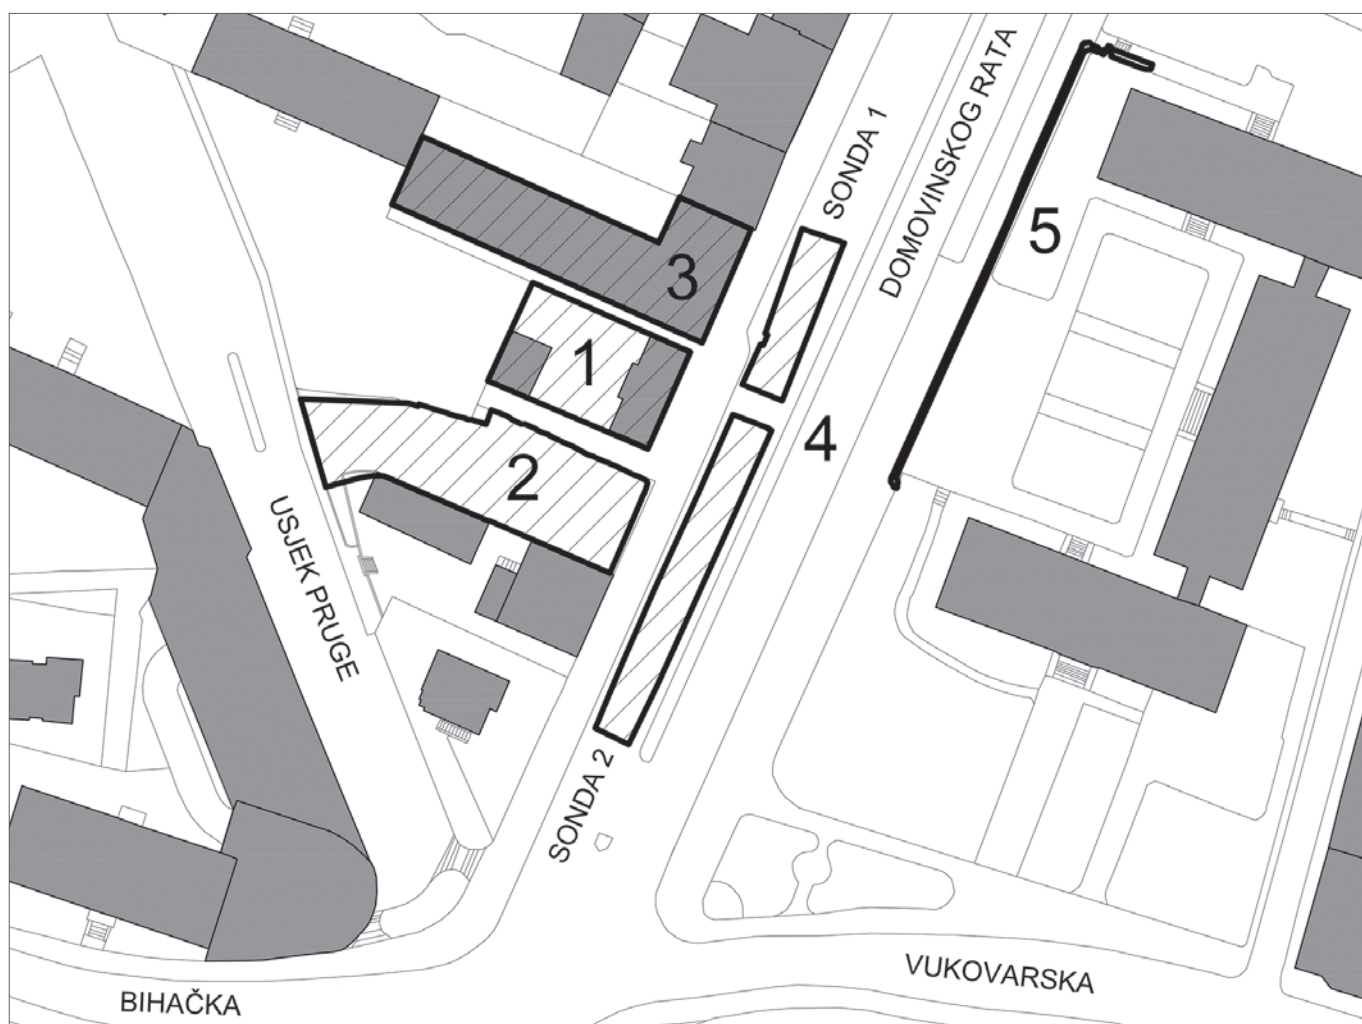 SONDA 1
DOMOVINSKOG RATA
5
3
1
4
2
USJEK PRUGE
SONDA 2
VUKOVARSKA
BIHAČKA